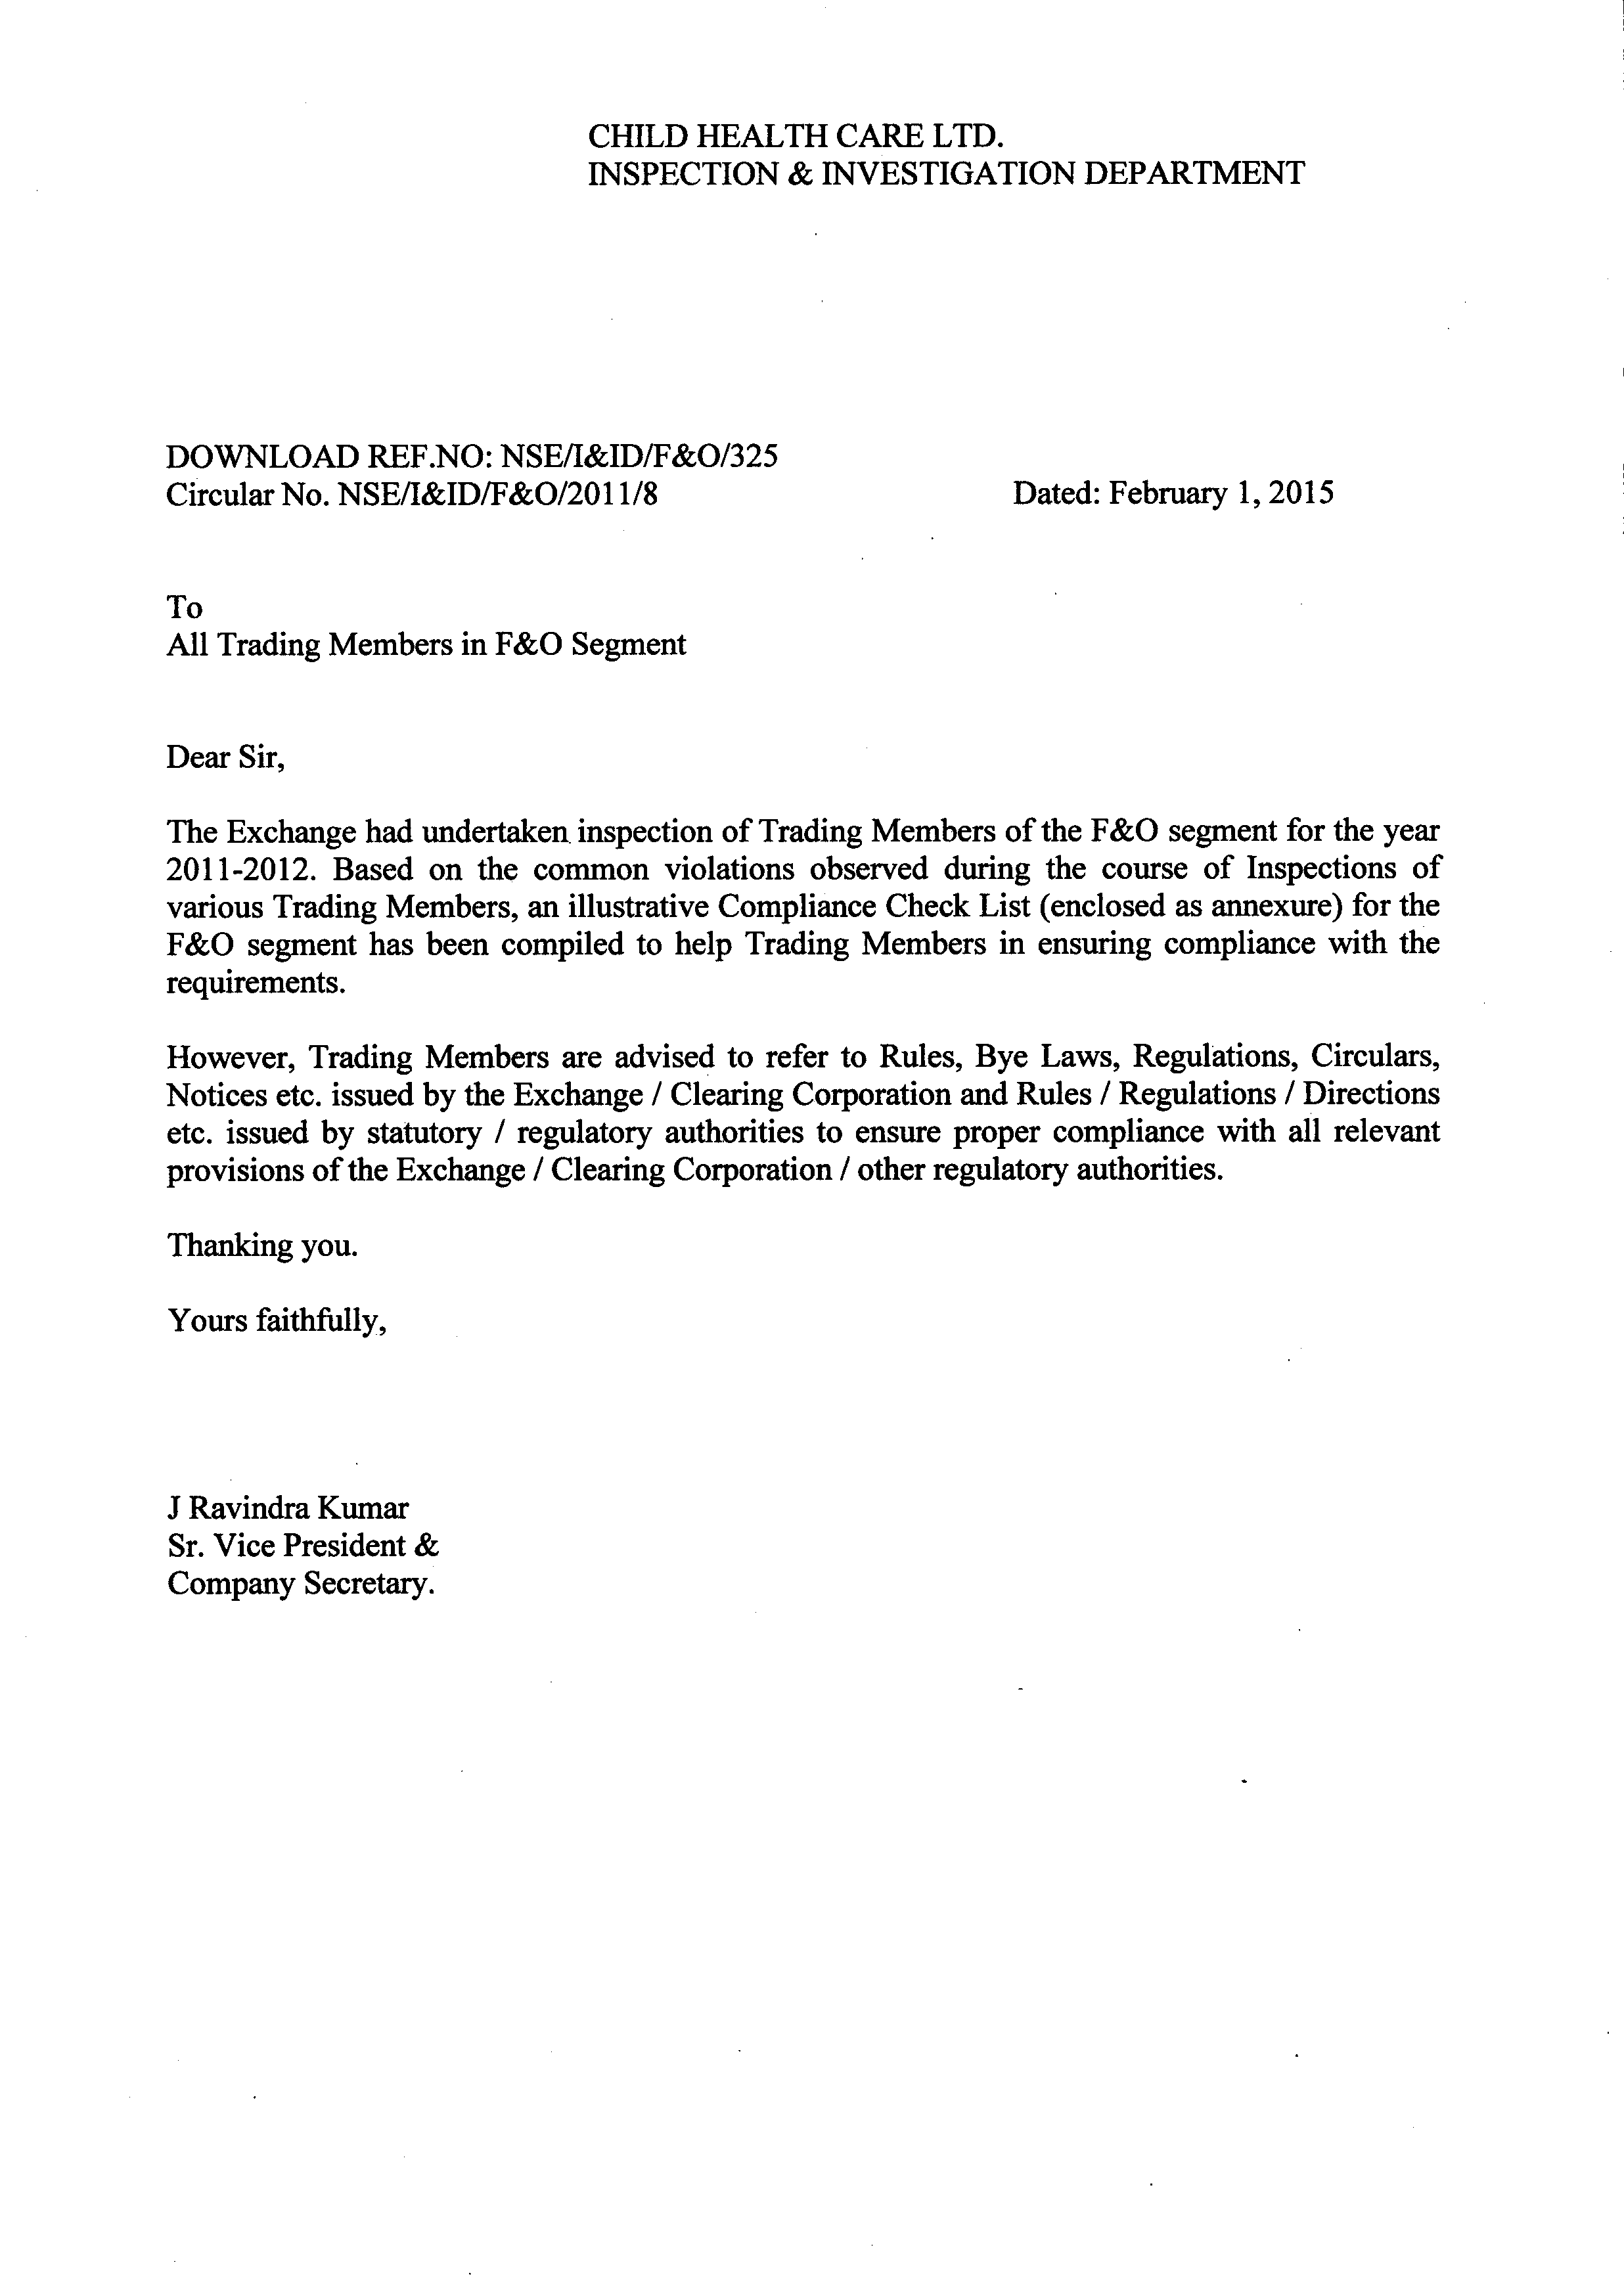 CHILD HEALTH CARE LTD.
INSPECTION & INVESTIGATION DEPARTMENT
DOWNLOAD REF.NO: NSE/I&ID/F&O/325
Circular No. NSE/I&ID/F&O/2011/8 Dated: February 1, 2015
To
All Trading Members in F&O Segment
Dear Sir,
The Exchange had undertaken inspection of Trading Members of the F&O segment for the year
2011-2012. Based on the common violations observed during the course of Inspections of
various Trading Members, an illustrative Compliance Check List (enclosed as annexure) for the
F&O segment has been compiled to help Trading Members in ensuring compliance with the
requirements.
However, Trading Members are advised to refer to Rules, Bye Laws, Regulations, Circulars,
Notices etc. issued by the Exchange / Clearing Corporation and Rules / Regulations / Directions
etc. issued by statutory / regulatory authorities to ensure proper compliance with all relevant
provisions of the Exchange / Clearing Corporation / other regulatory authorities.
Thanking you.
Yours faithfully,
J Ravindra Kumar
Sr. Vice President &
Company Secretary.